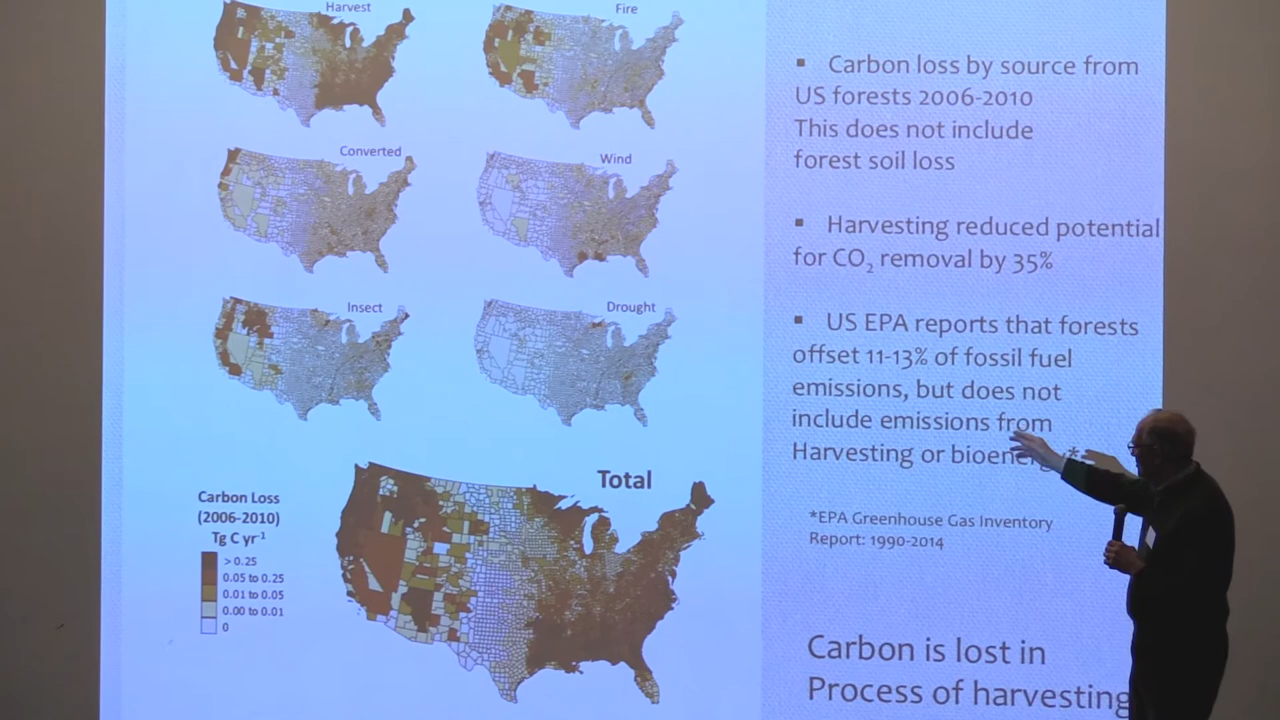 Harvest
Fire
Converted
Wind
Insect
Drought
Total
Carbon Loss
(2006-2010)
Tg C yr-1
> 0.25
0.05 to 0.25
0.01 to 0.05
0.00 to 0.01
0
▪ Carbon loss by source from
US forests 2006-2010
This does not include
forest soil loss
▪ Harvesting reduced potential
for CO₂ removal by 35%
▪ US EPA reports that forests
offset 11-13% of fossil fuel
emissions, but does not
include emissions from
Harvesting or bioenergy*
*EPA Greenhouse Gas Inventory
Report: 1990-2014
Carbon is lost in
Process of harvesting